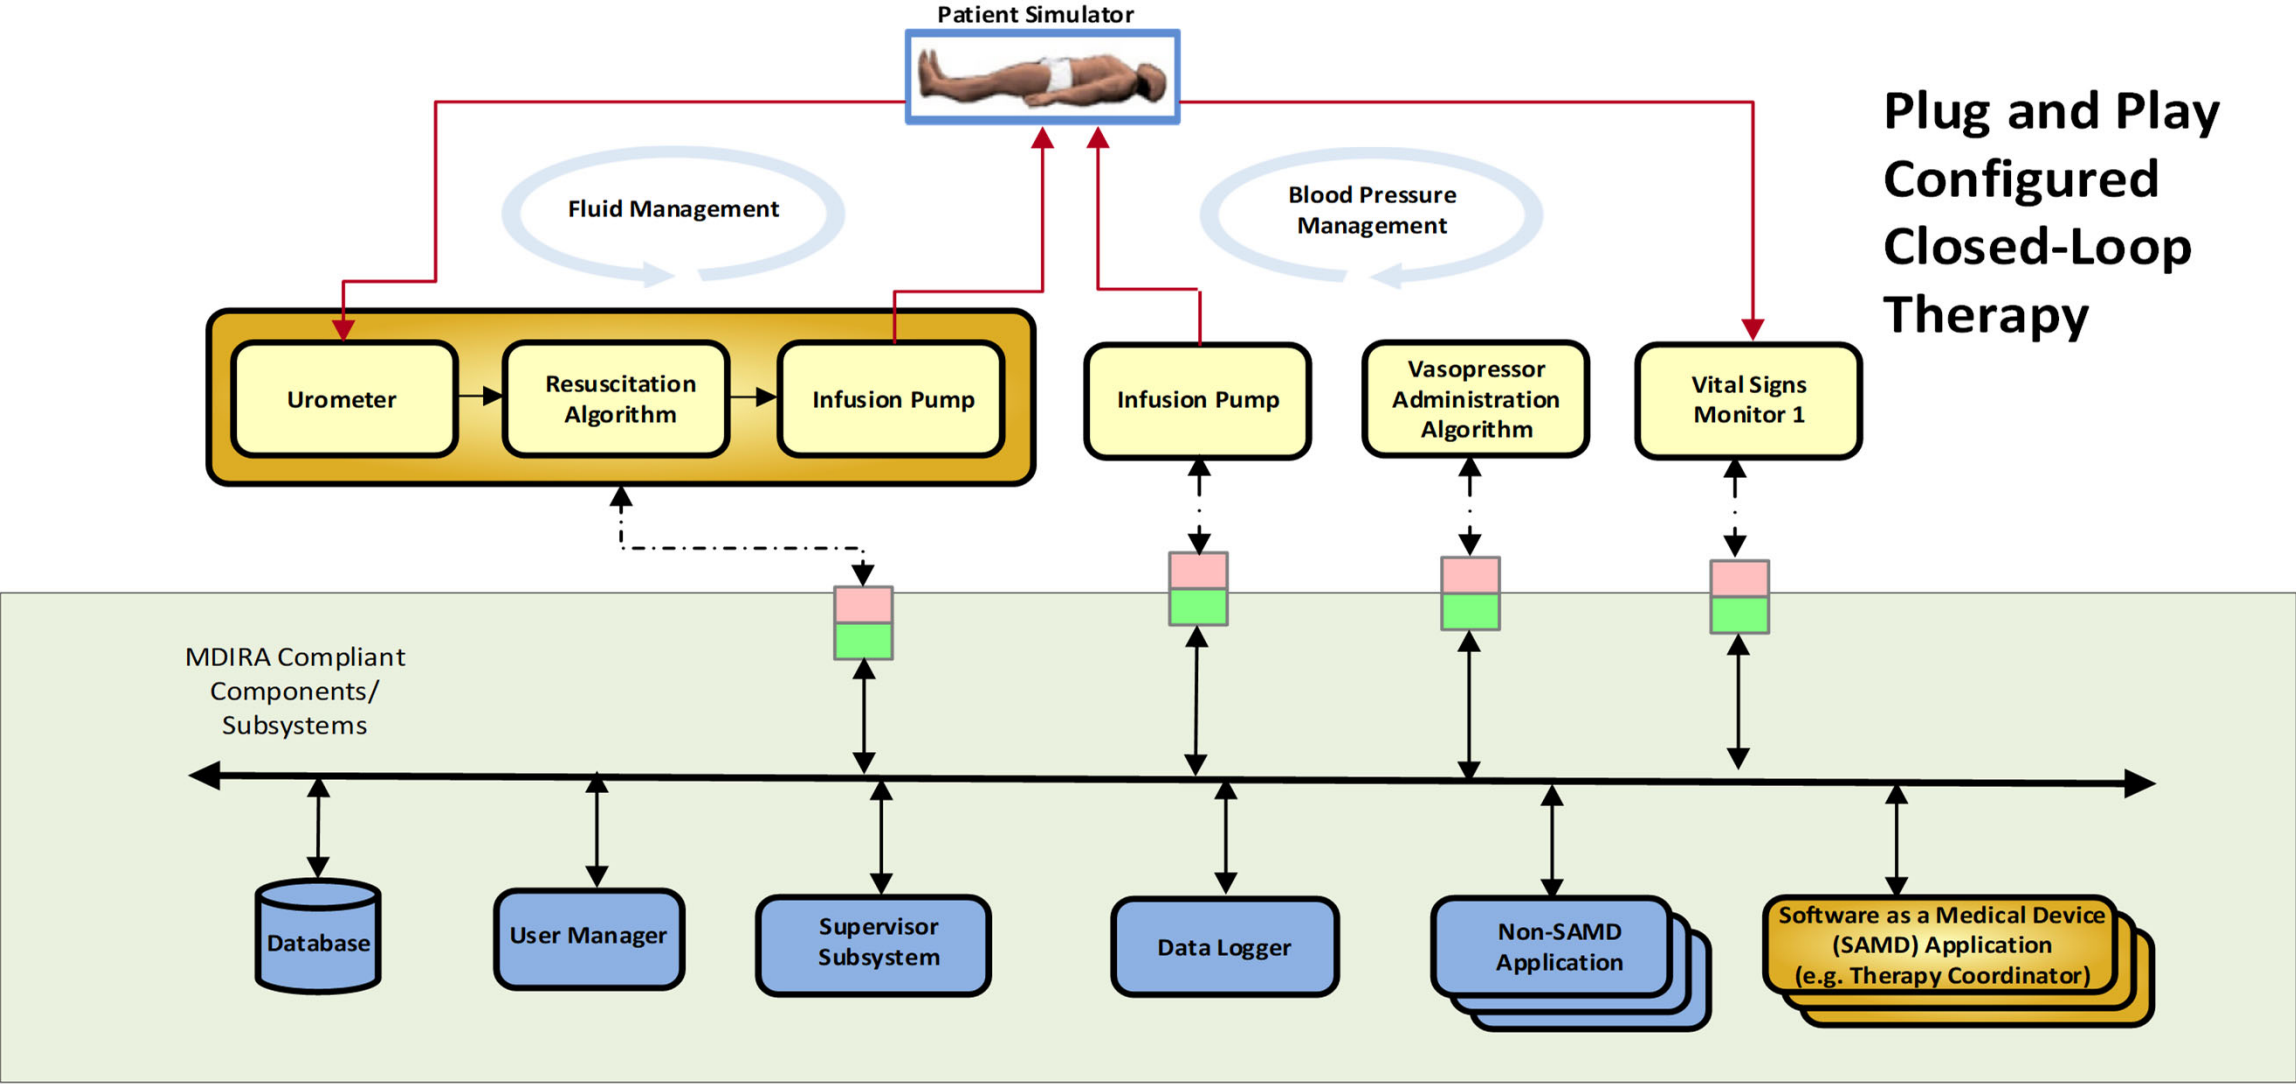 Patient Simulator
Plug and Play
Configured
Closed-Loop
Therapy
Fluid Management
Blood Pressure
Management
Urometer
Resuscitation
Algorithm
Infusion Pump
Infusion Pump
Vasopressor
Administration
Algorithm
Vital Signs
Monitor 1
MDIRA Compliant
Components/
Subsystems
Database
User Manager
Supervisor
Subsystem
Data Logger
Non-SAMD
Application
Software as a Medical Device
(SAMD) Application
(e.g. Therapy Coordinator)